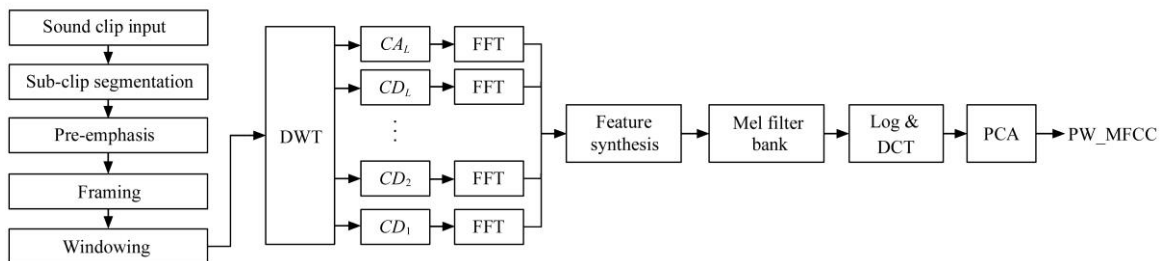 Sound clip input
Sub-clip segmentation
Pre-emphasis
Framing
Windowing
DWT
CA_L
FFT
CD_L
FFT
⋮
CD_2
FFT
CD_1
FFT
Feature
synthesis
Mel filter
bank
Log &
DCT
PCA
PW_MFCC